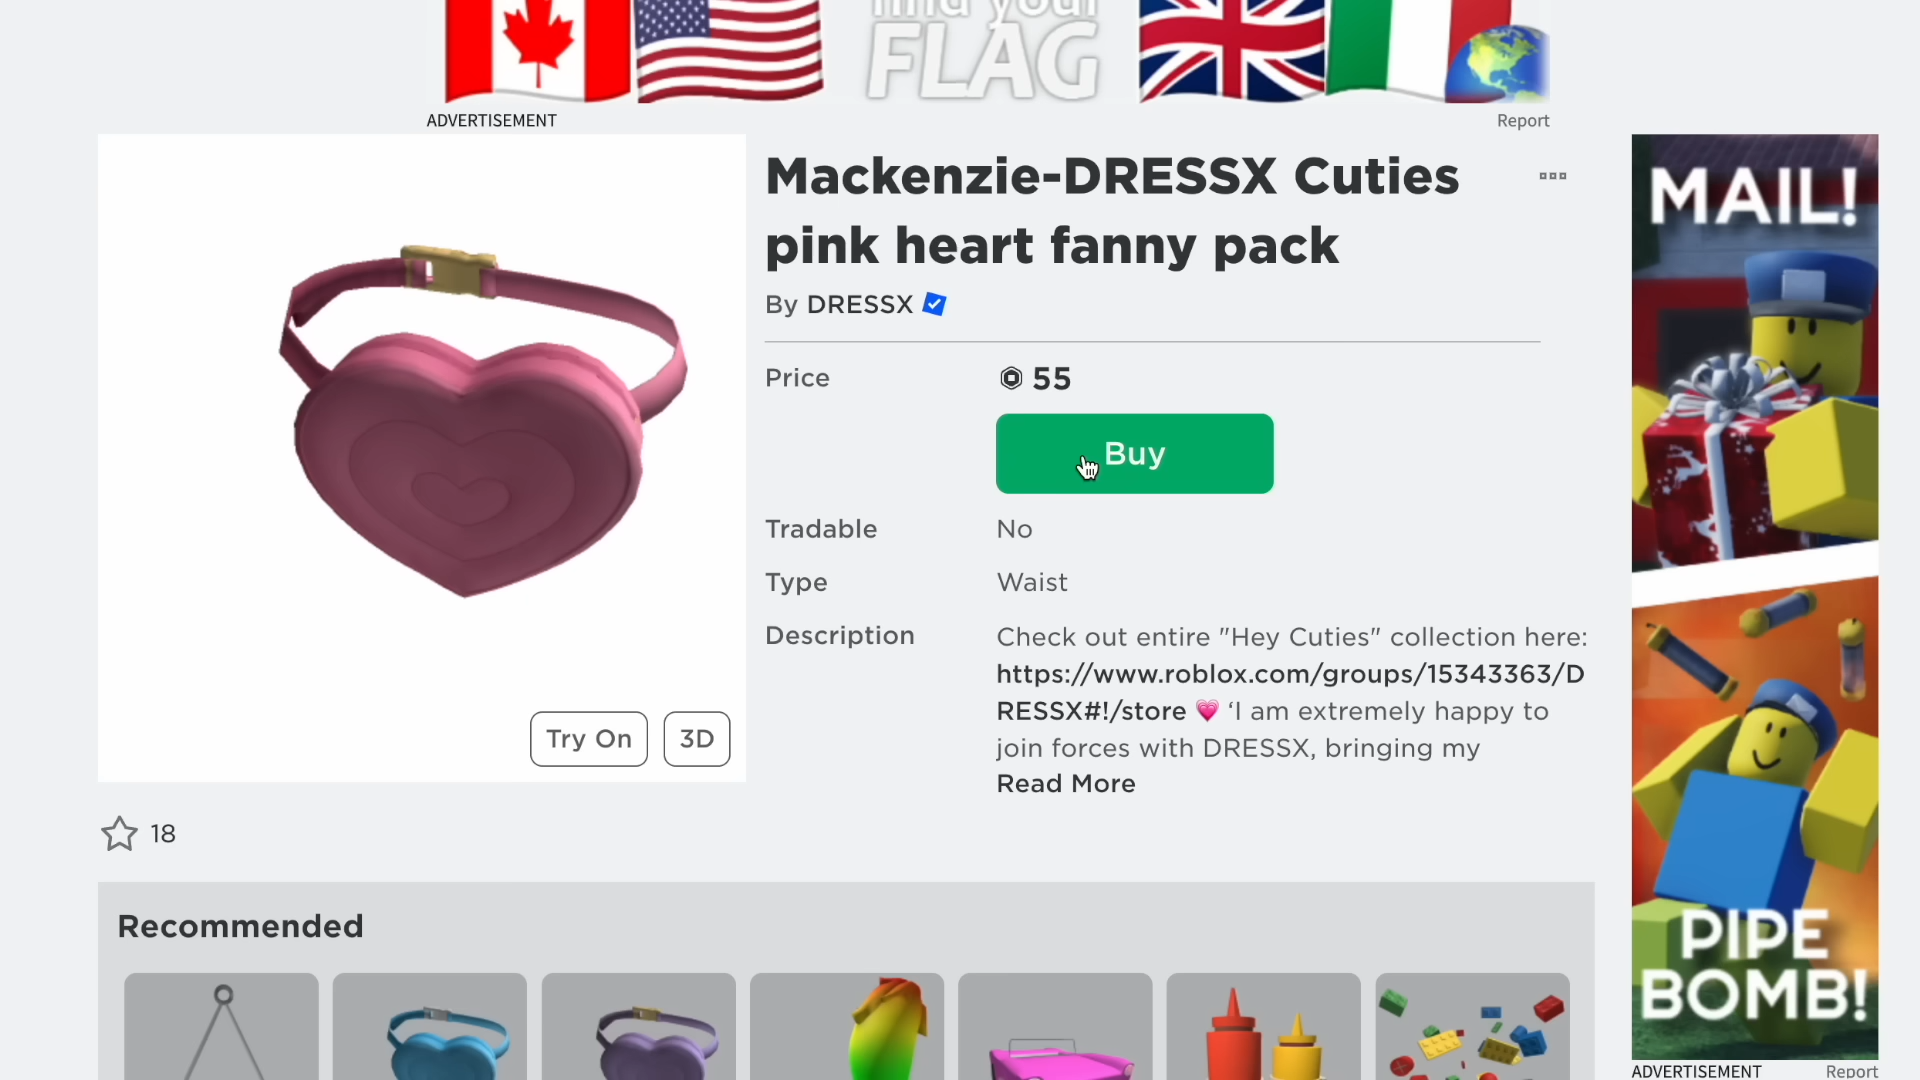 find your
FLAG
ADVERTISEMENT
Report
Mackenzie-DRESSX Cuties
pink heart fanny pack
By DRESSX
Price
55
Buy
Tradable
No
Type
Waist
Description
Check out entire "Hey Cuties" collection here:
https://www.roblox.com/groups/15343363/D
RESSX#!/store 💗 ‘I am extremely happy to
join forces with DRESSX, bringing my
Read More
Try On
3D
18
Recommended
MAIL!
PIPE
BOMB!
ADVERTISEMENT
Report